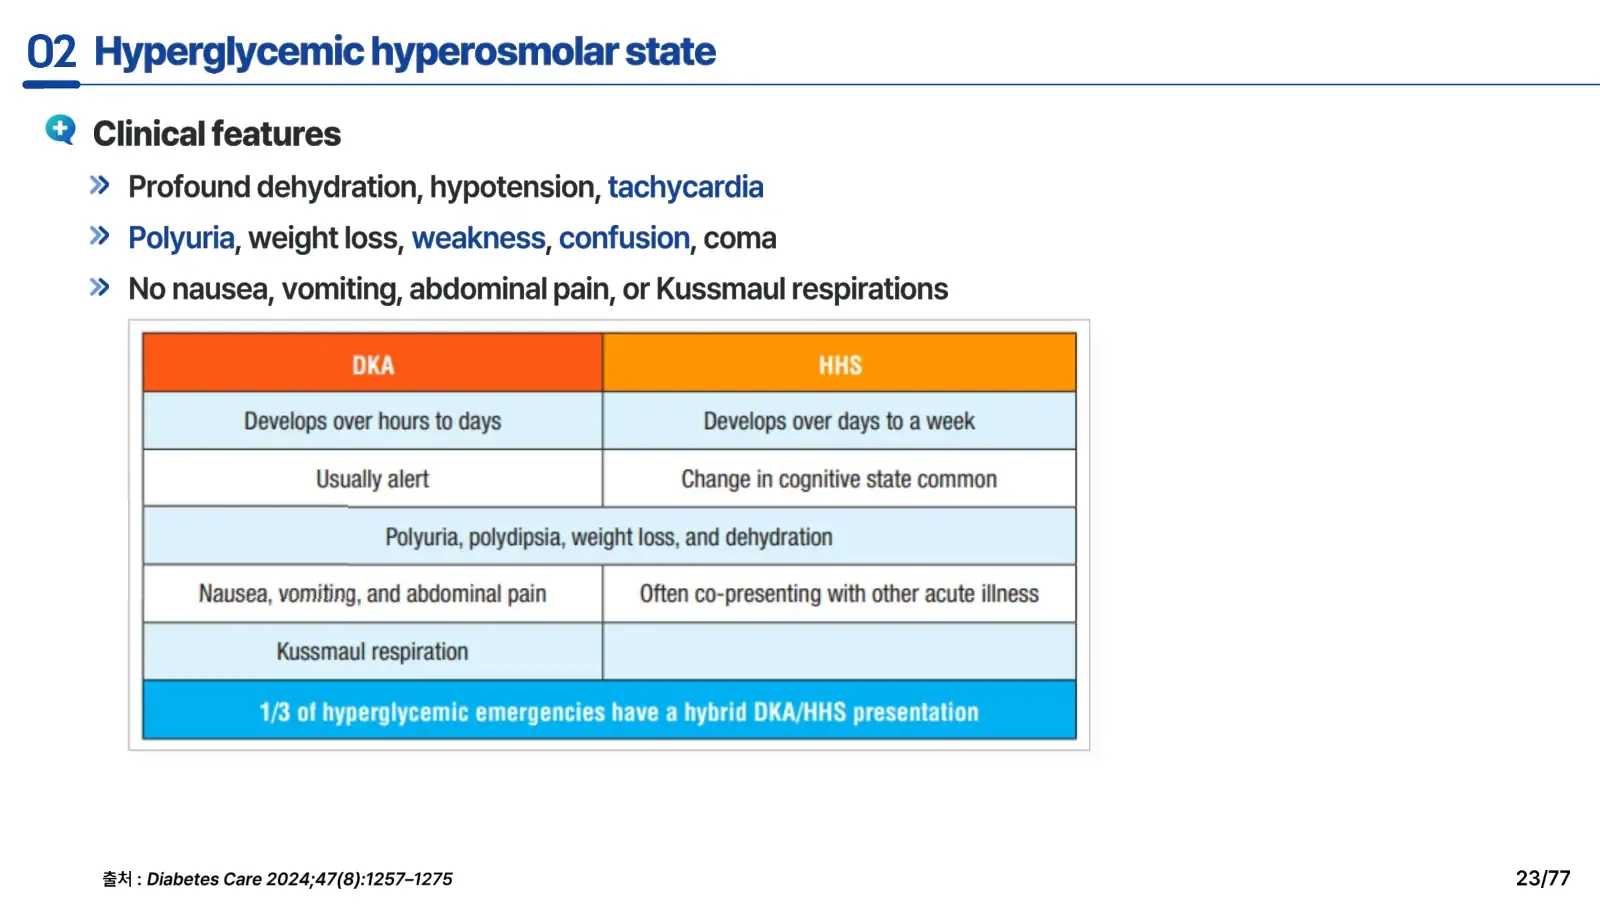 02 Hyperglycemic hyperosmolar state
Clinical features
Profound dehydration, hypotension, tachycardia
Polyuria, weight loss, weakness, confusion, coma
No nausea, vomiting, abdominal pain, or Kussmaul respirations
DKA HHS
Develops over hours to days Develops over days to a week
Usually alert Change in cognitive state common
Polyuria, polydipsia, weight loss, and dehydration
Nausea, vomiting, and abdominal pain Often co-presenting with other acute illness
Kussmaul respiration
1/3 of hyperglycemic emergencies have a hybrid DKA/HHS presentation
출처 : Diabetes Care 2024;47(8):1257–1275
23/77